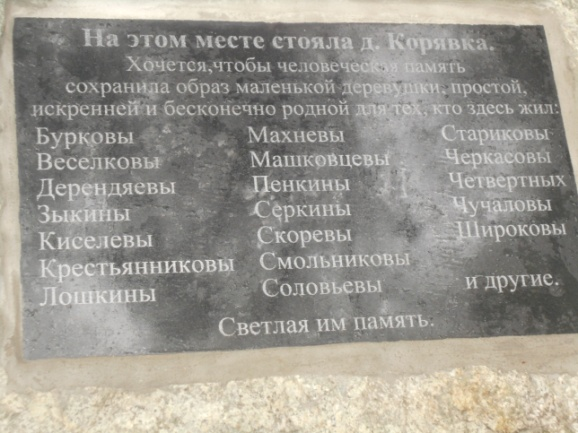 На этом месте стояла д. Корявка.
Хочется,чтобы человеческая память
сохранила образ маленькой деревушки, простой,
искренней и бесконечно родной для тех, кто здесь жил:
Бурковы Махневы Стариковы
Веселковы Машковцевы Черкасовы
Дерендяевы Пенкины Четвертных
Зыкины Серкины Чучаловы
Киселевы Скоревы Широковы
Крестьянниковы Смольниковы
Лошкины Соловьевы и другие.
Светлая им память.